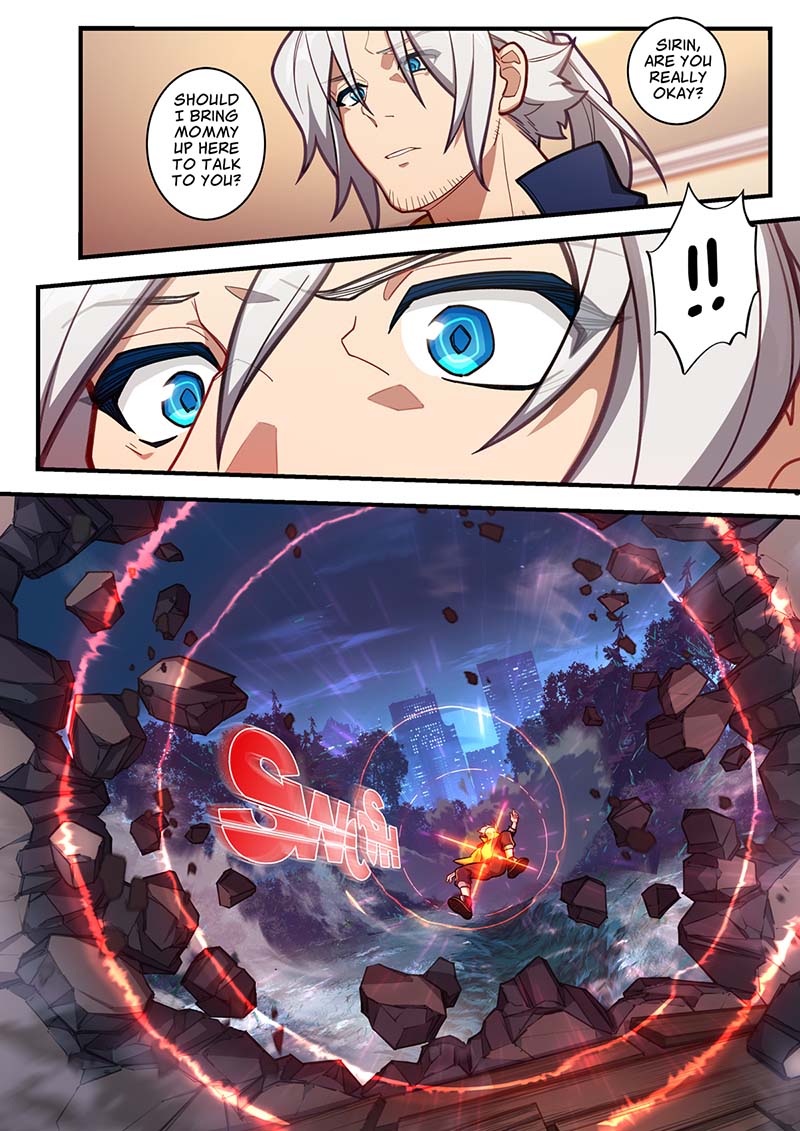 SIRIN,
ARE YOU
REALLY
OKAY?
SHOULD
I BRING
MOMMY
UP HERE
TO TALK
TO YOU?
!!
SWOOSH